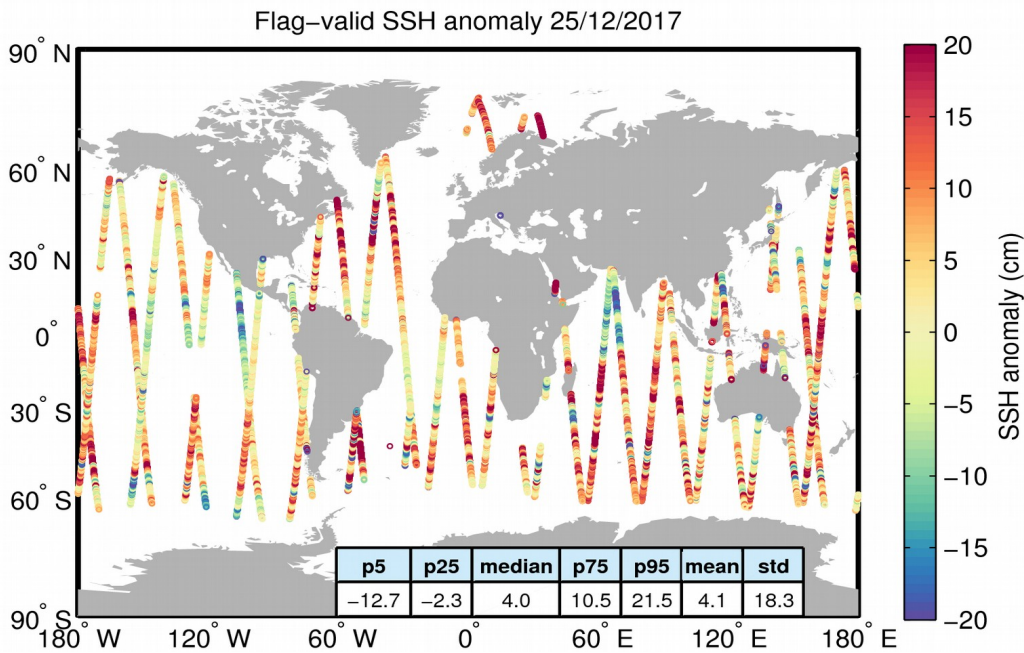 Flag−valid SSH anomaly 25/12/2017
90° N
60° N
30° N
0°
30° S
60° S
90° S
180° W
120° W
60° W
0°
60° E
120° E
180° E
p5 p25 median p75 p95 mean std
−12.7 −2.3 4.0 10.5 21.5 4.1 18.3
20
15
10
5
0
−5
−10
−15
−20
SSH anomaly (cm)